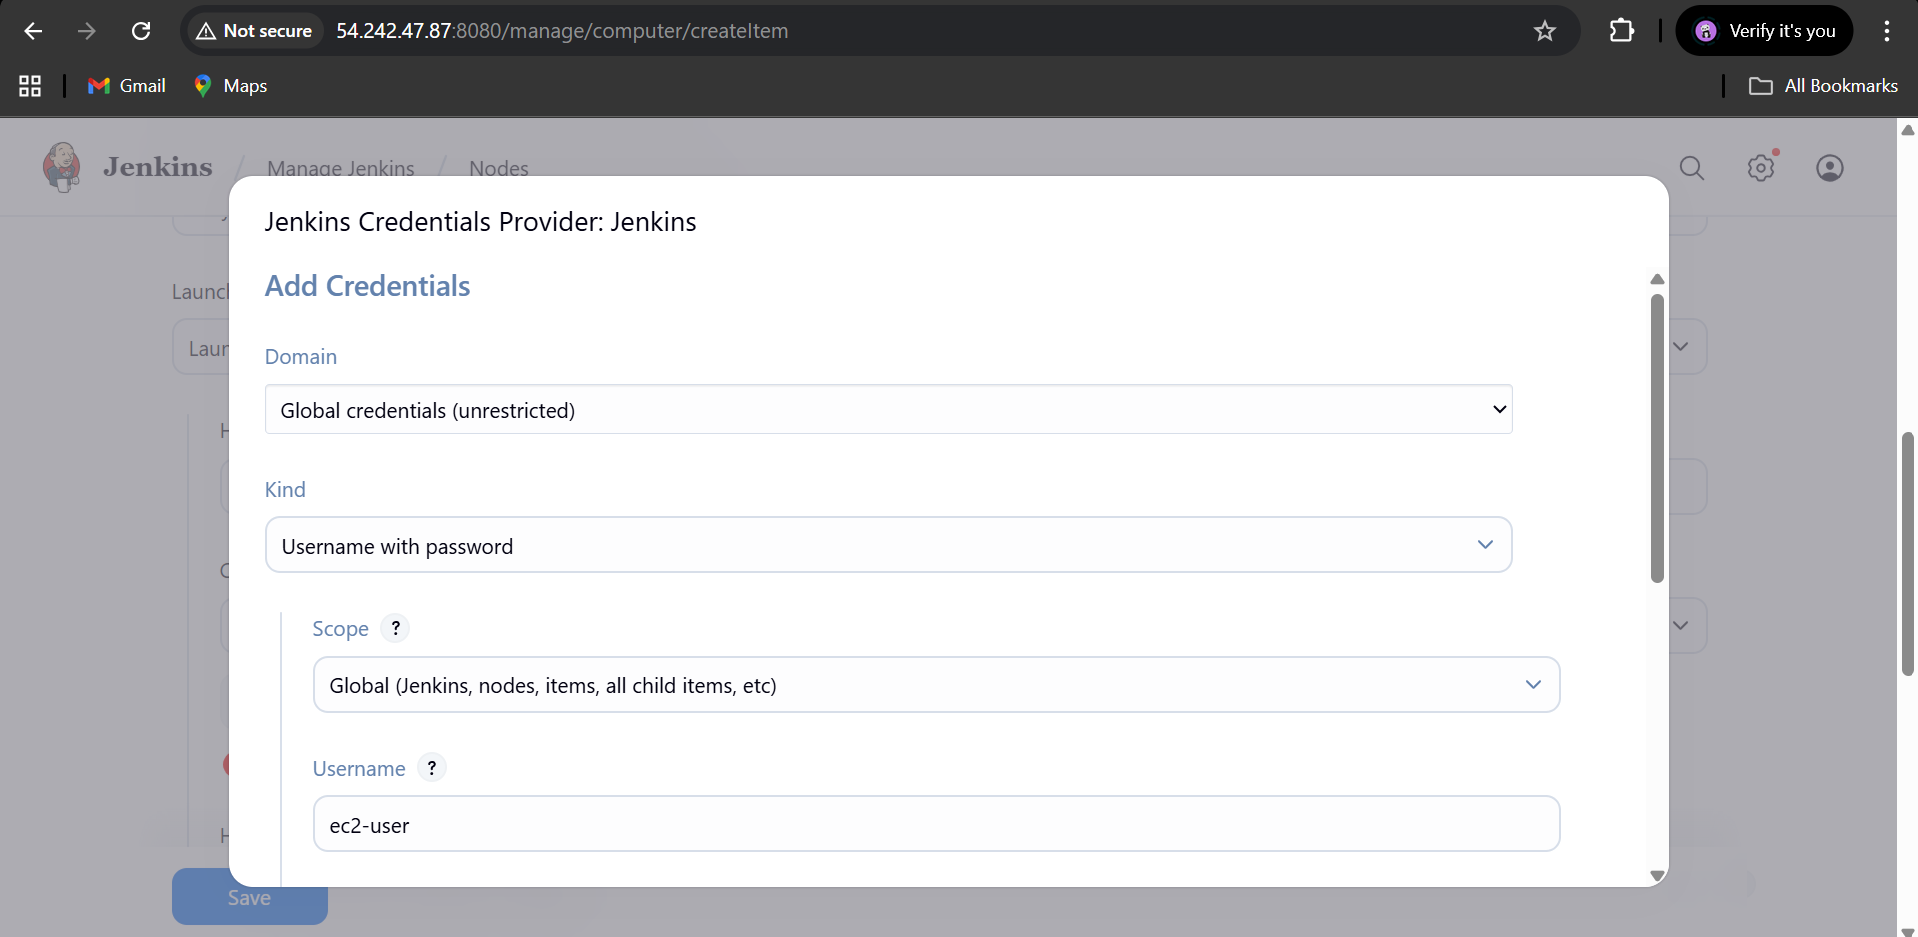 Not secure 54.242.47.87:8080/manage/computer/createItem Verify it's you
Gmail Maps All Bookmarks
Jenkins / Manage Jenkins / Nodes
Jenkins Credentials Provider: Jenkins
Add Credentials
Domain
Global credentials (unrestricted)
Kind
Username with password
Scope ?
Global (Jenkins, nodes, items, all child items, etc)
Username ?
ec2-user
Save